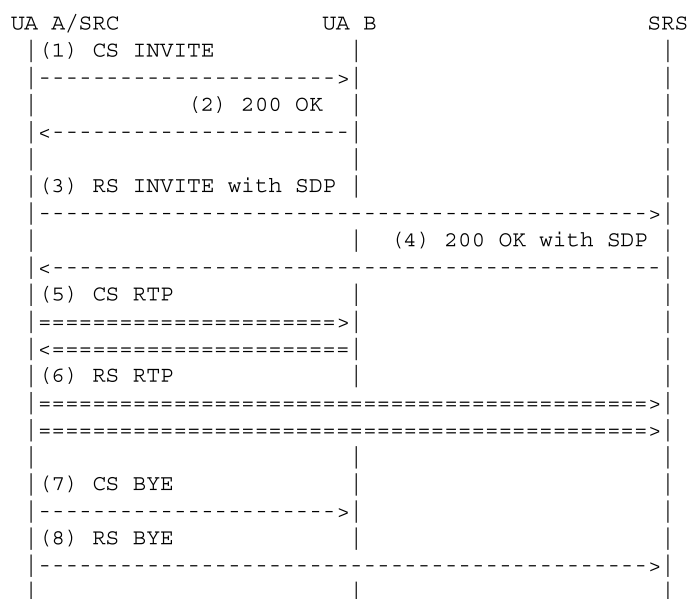 UA A/SRC UA B SRS
(1) CS INVITE
(2) 200 OK
(3) RS INVITE with SDP
(4) 200 OK with SDP
(5) CS RTP
(6) RS RTP
(7) CS BYE
(8) RS BYE